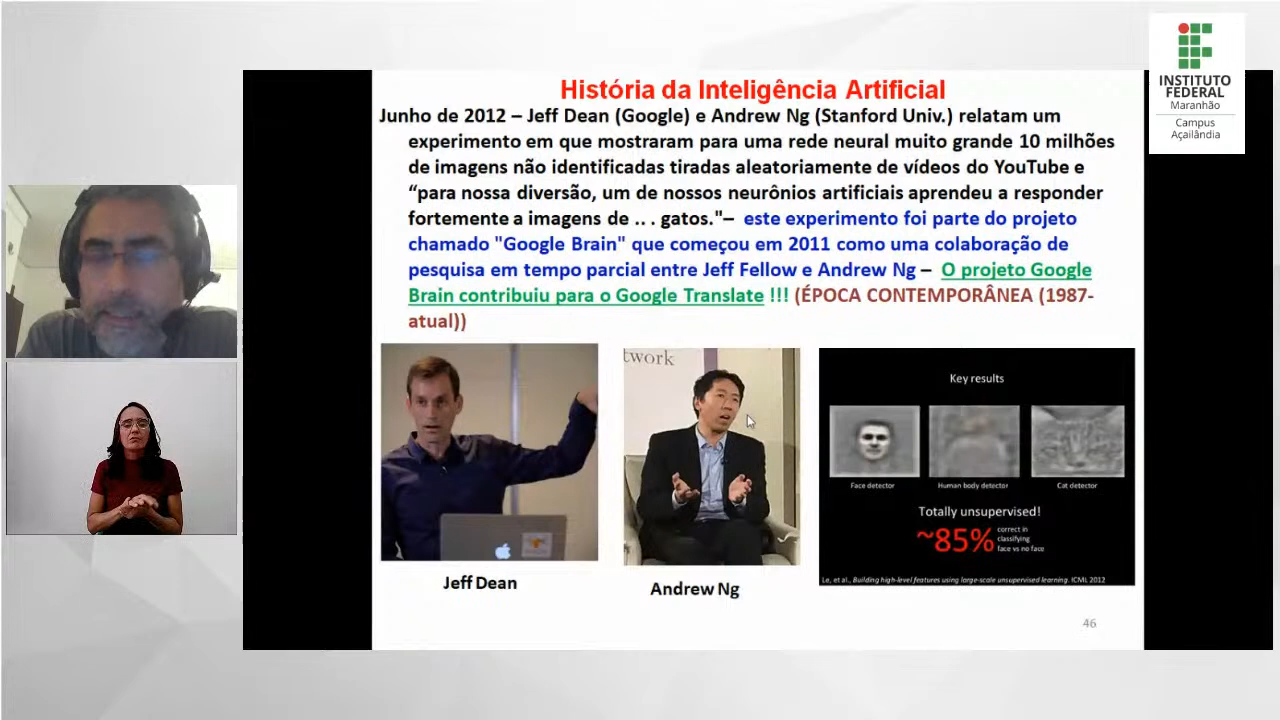 História da Inteligência Artificial
Junho de 2012 – Jeff Dean (Google) e Andrew Ng (Stanford Univ.) relatam um
experimento em que mostraram para uma rede neural muito grande 10 milhões
de imagens não identificadas tiradas aleatoriamente de vídeos do YouTube e
“para nossa diversão, um de nossos neurônios artificiais aprendeu a responder
fortemente a imagens de .. . gatos."– este experimento foi parte do projeto
chamado "Google Brain" que começou em 2011 como uma colaboração de
pesquisa em tempo parcial entre Jeff Fellow e Andrew Ng – O projeto Google
Brain contribuiu para o Google Translate !!! (ÉPOCA CONTEMPORÂNEA (1987-
atual))
twork
Key results
Face detector
Human body detector
Cat detector
Totally unsupervised!
~85%
correct in
classifying
face vs no face
Le, et al., Building high-level features using large-scale unsupervised learning. ICML 2012
Jeff Dean
Andrew Ng
46
INSTITUTO
FEDERAL
Maranhão
Campus
Açailândia